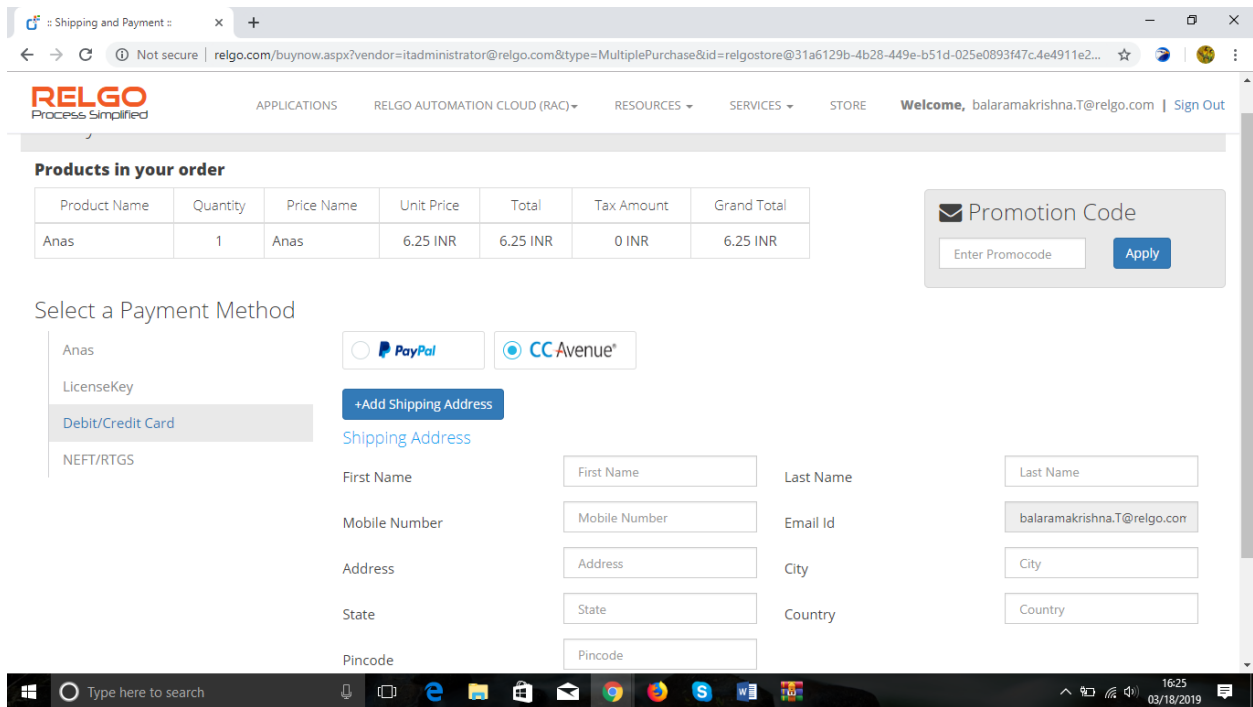 :: Shipping and Payment ::
Not secure | relgo.com/buynow.aspx?vendor=itadministrator@relgo.com&type=MultiplePurchase&id=relgostore@31a6129b-4b28-449e-b51d-025e0893f47c.4e4911e2...
RELGO
Process Simplified
APPLICATIONS RELGO AUTOMATION CLOUD (RAC) RESOURCES SERVICES STORE Welcome, balaramakrishna.T@relgo.com | Sign Out
Products in your order
Product Name Quantity Price Name Unit Price Total Tax Amount Grand Total
Anas 1 Anas 6.25 INR 6.25 INR 0 INR 6.25 INR
Promotion Code
Enter Promocode Apply
Select a Payment Method
Anas
LicenseKey
Debit/Credit Card
NEFT/RTGS
PayPal CCAvenue®
+Add Shipping Address
Shipping Address
First Name First Name Last Name Last Name
Mobile Number Mobile Number Email Id balaramakrishna.T@relgo.com
Address Address City City
State State Country Country
Pincode Pincode
Type here to search
16:25
03/18/2019